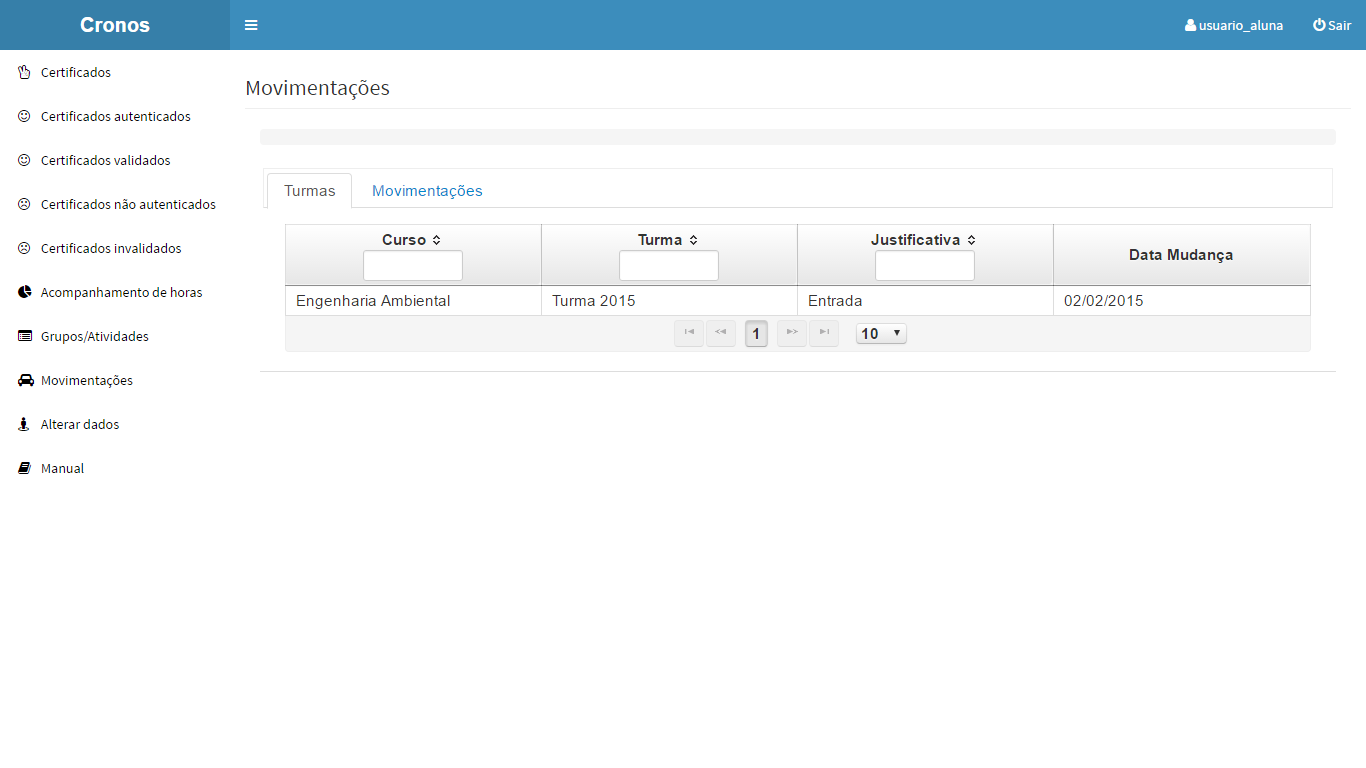 Cronos
usuario_aluna
Sair
Certificados
Certificados autenticados
Certificados validados
Certificados não autenticados
Certificados invalidados
Acompanhamento de horas
Grupos/Atividades
Movimentações
Alterar dados
Manual
Movimentações
Turmas Movimentações
Curso Turma Justificativa Data Mudança
Engenharia Ambiental Turma 2015 Entrada 02/02/2015
1 10